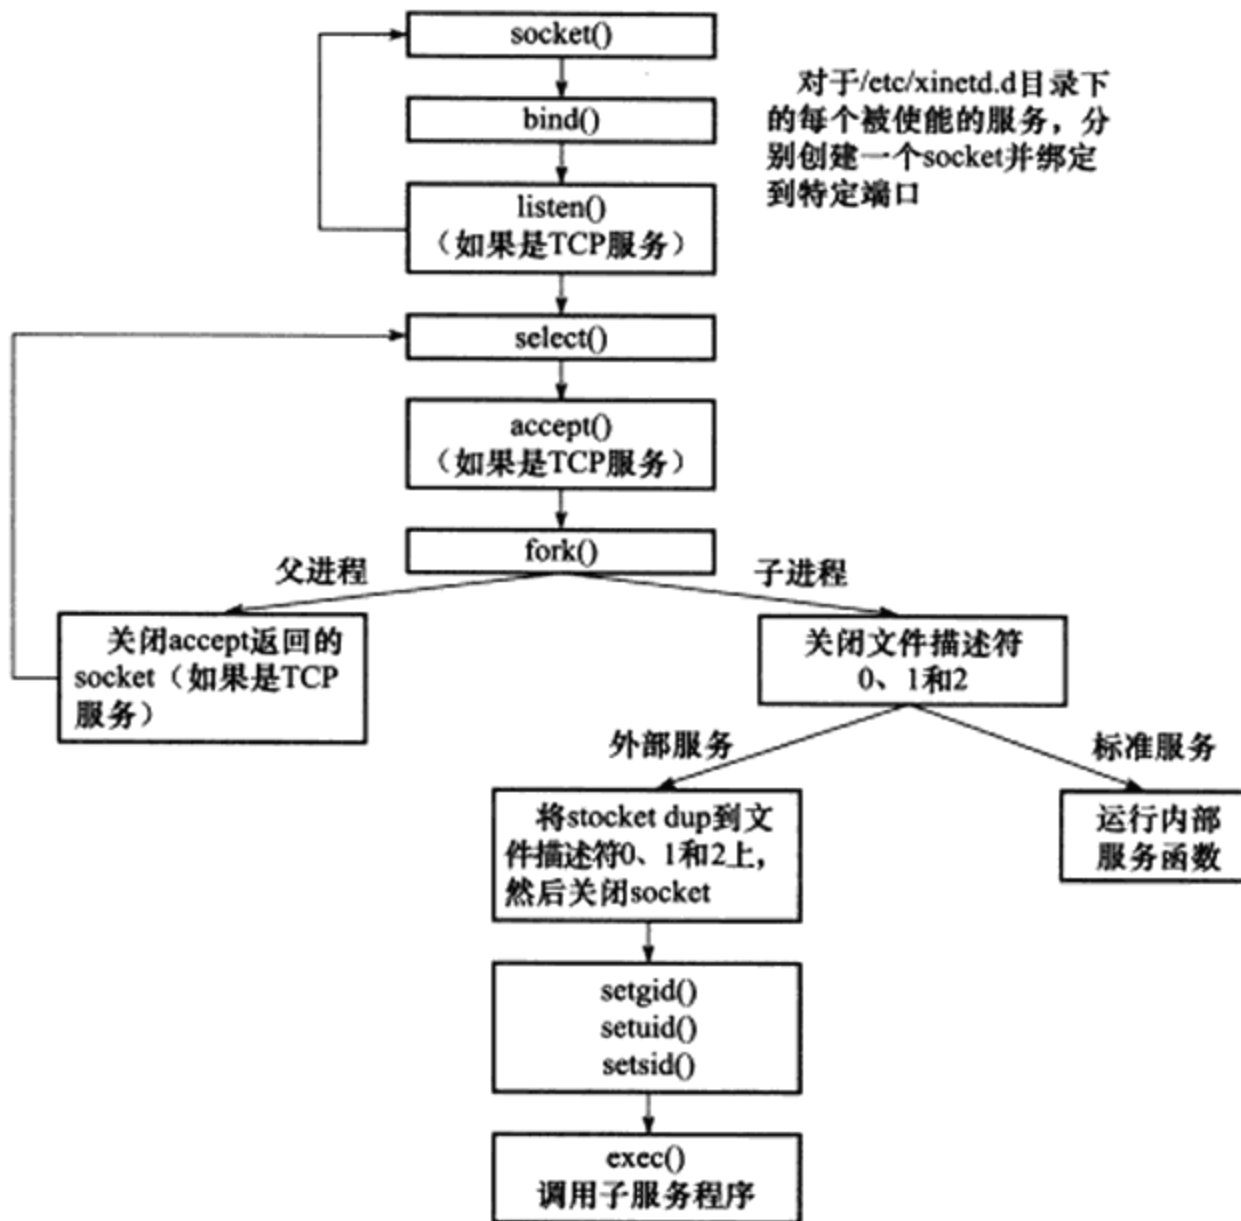 socket()
对于/etc/xinetd.d目录下
的每个被使能的服务，分
别创建一个socket并绑定
到特定端口
bind()
listen()
（如果是TCP服务）
select()
accept()
（如果是TCP服务）
fork()
父进程
子进程
关闭accept返回的
socket（如果是TCP
服务）
关闭文件描述符
0、1和2
外部服务
标准服务
将stocket dup到文
件描述符0、1和2上，
然后关闭socket
运行内部
服务函数
setgid()
setuid()
setsid()
exec()
调用子服务程序